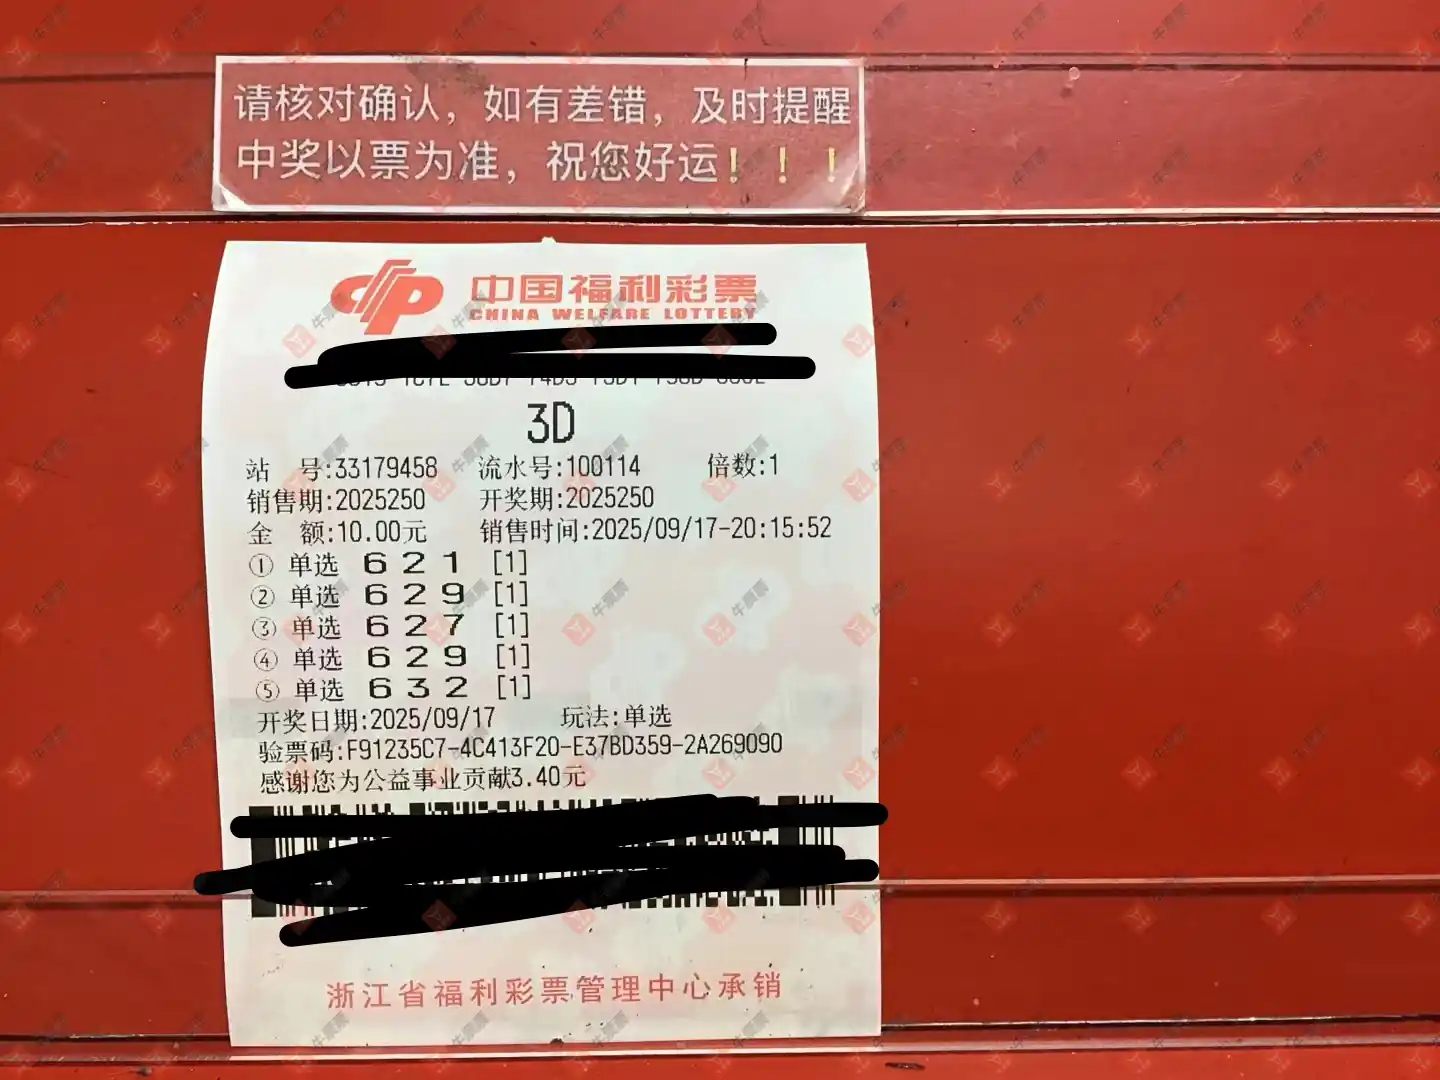 请核对确认，如有差错，及时提醒
中奖以票为准，祝您好运！！！
中国福利彩票
CHINA WELFARE LOTTERY
3D
站 号:33179458 流水号:100114 倍数:1
销售期:2025250 开奖期:2025250
金 额:10.00元 销售时间:2025/09/17-20:15:52
① 单选 6 2 1 [1]
② 单选 6 2 9 [1]
③ 单选 6 2 7 [1]
④ 单选 6 2 9 [1]
⑤ 单选 6 3 2 [1]
开奖日期:2025/09/17 玩法:单选
验票码:F91235C7-4C413F20-E37BD359-2A269090
感谢您为公益事业贡献3.40元
浙江省福利彩票管理中心承销